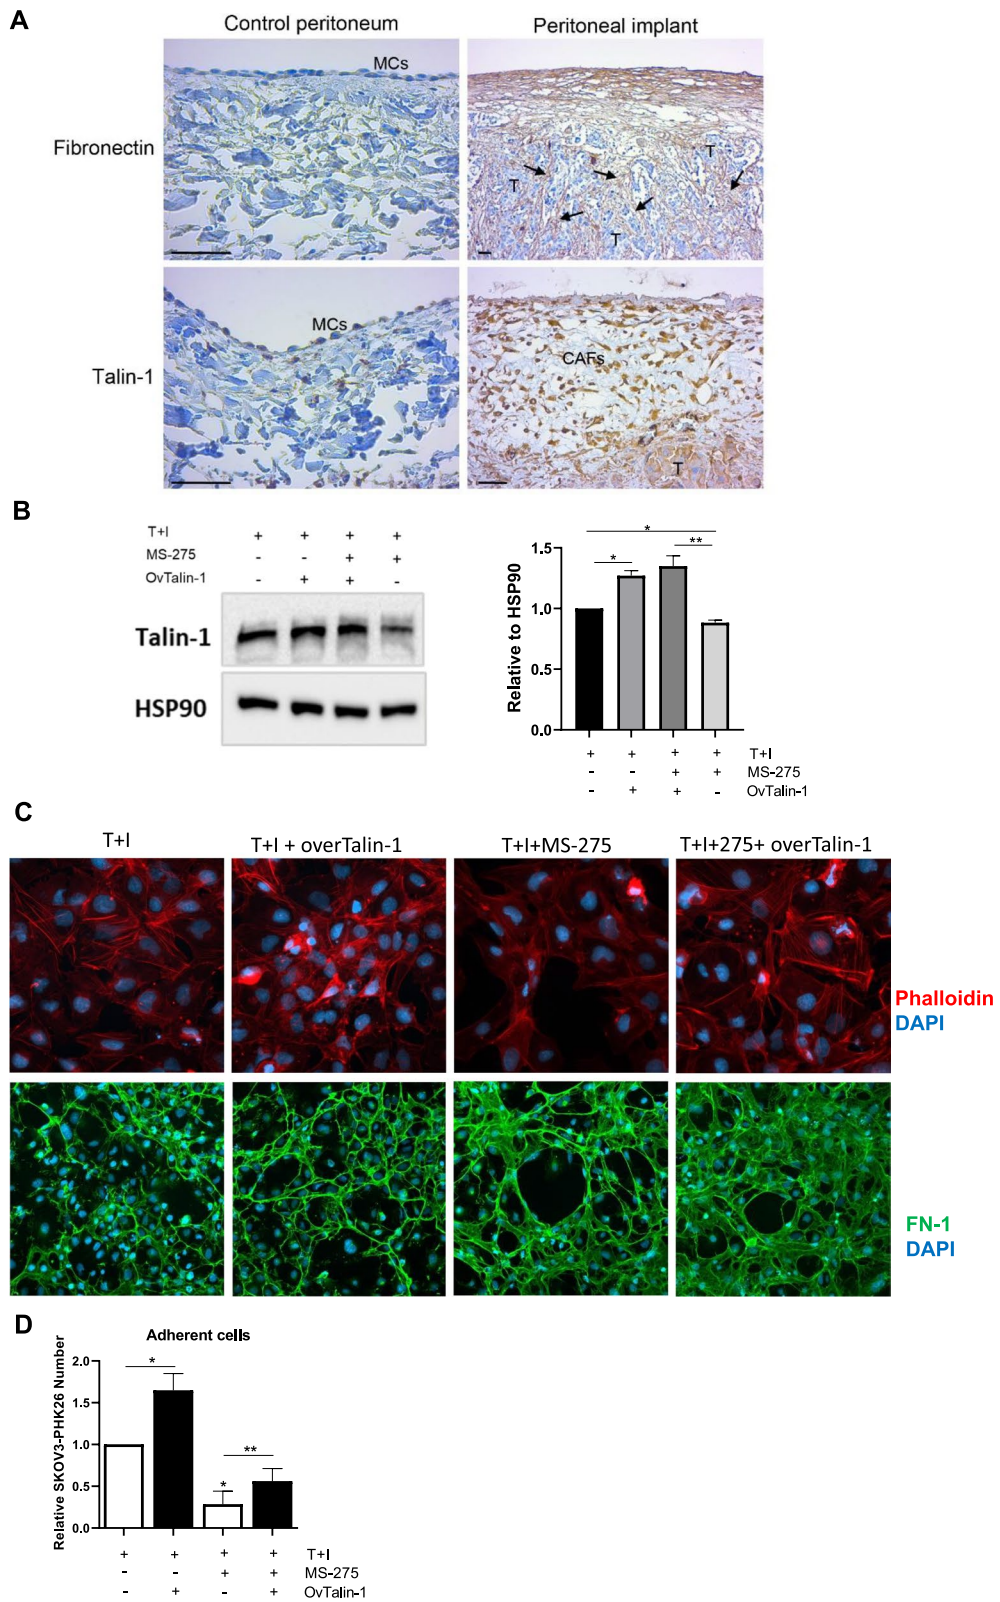 A
Control peritoneum
Peritoneal implant
MCs
Fibronectin
T
T
T
MCs
Talin-1
CAFs
T
B
T+I + + + +
MS-275 - - + +
OvTalin-1 - + + -
Talin-1
HSP90
Relative to HSP90
1.5
1.0
0.5
0.0
*
*
**
+ + + + T+I
- - + + MS-275
- + + - OvTalin-1
C
T+I
T+I + overTalin-1
T+I+MS-275
T+I+275+ overTalin-1
Phalloidin
DAPI
FN-1
DAPI
D
Adherent cells
Relative SKOV3-PHK26 Number
2.0
1.5
1.0
0.5
0.0
*
*
**
+ + + + T+I
- - + + MS-275
- + - + OvTalin-1